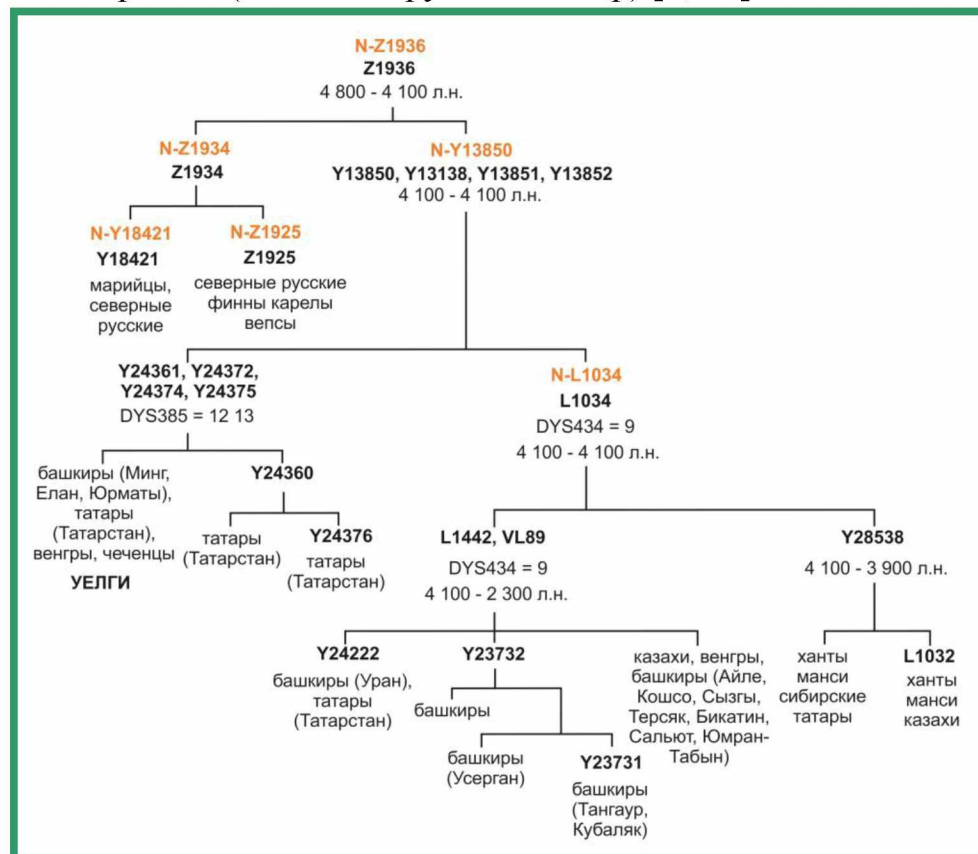 N-Z1936
Z1936
4 800 - 4 100 л.н.
N-Z1934
Z1934
N-Y13850
Y13850, Y13138, Y13851, Y13852
4 100 - 4 100 л.н.
N-Y18421
Y18421
марийцы,
северные
русские
N-Z1925
Z1925
северные русские
финны карелы
вепсы
Y24361, Y24372,
Y24374, Y24375
DYS385 = 12 13
N-L1034
L1034
DYS434 = 9
4 100 - 4 100 л.н.
башкиры (Минг,
Елан, Юрматы),
татары
(Татарстан),
венгры, чеченцы
УЕЛГИ
Y24360
татары
(Татарстан)
Y24376
татары
(Татарстан)
L1442, VL89
DYS434 = 9
4 100 - 2 300 л.н.
Y28538
4 100 - 3 900 л.н.
Y24222
башкиры (Уран),
татары
(Татарстан)
Y23732
башкиры
башкиры
(Усерган)
Y23731
башкиры
(Тангаур,
Кубаляк)
казахи, венгры,
башкиры (Айле,
Кошсо, Сызгы,
Терсяк, Бикатин,
Сальют, Юмран-
Табын)
ханты
манси
сибирские
татары
L1032
ханты
манси
казахи